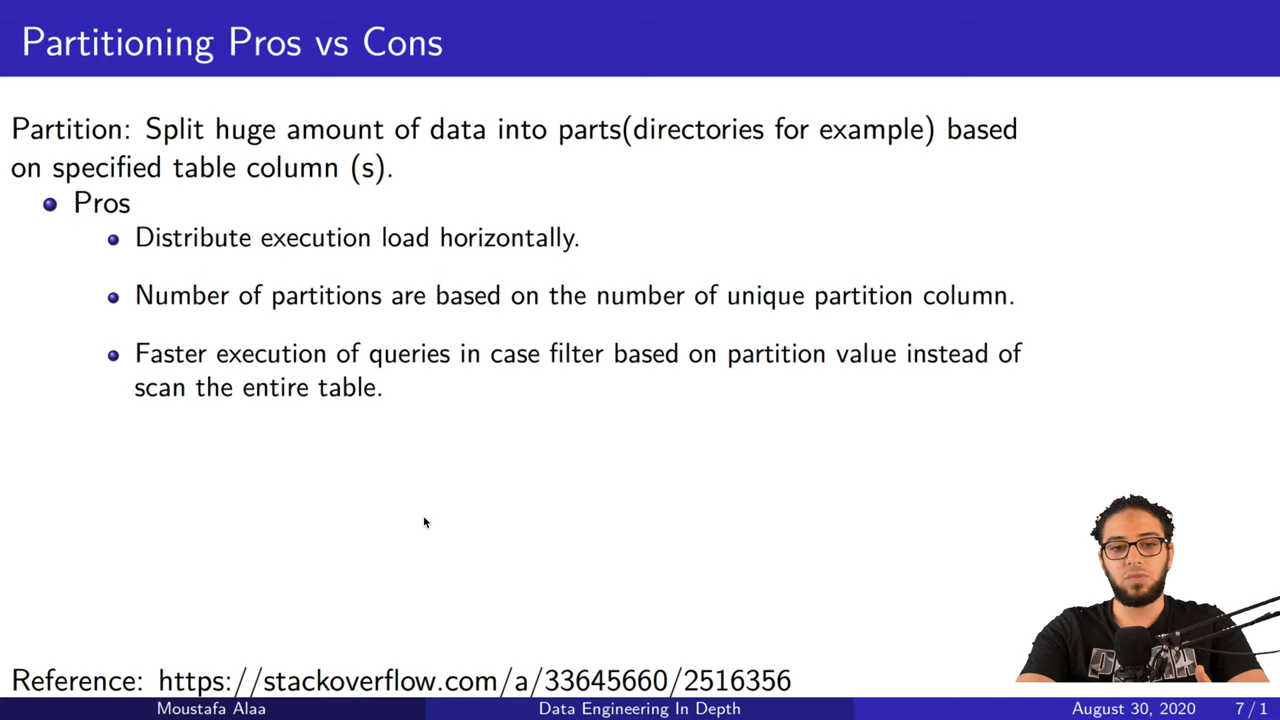 Partitioning Pros vs Cons
Partition: Split huge amount of data into parts(directories for example) based
on specified table column (s).
Pros
Distribute execution load horizontally.
Number of partitions are based on the number of unique partition column.
Faster execution of queries in case filter based on partition value instead of
scan the entire table.
Reference: https://stackoverflow.com/a/33645660/2516356
Moustafa Alaa
Data Engineering In Depth
August 30, 2020
7 / 1